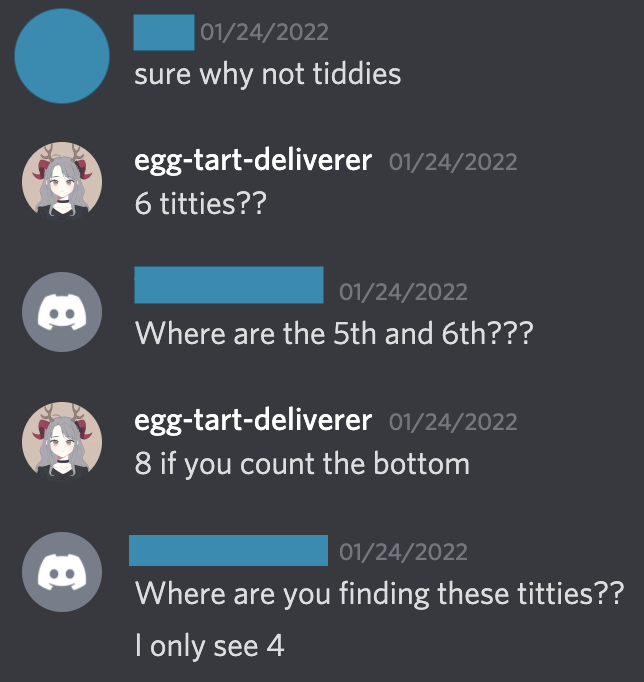 01/24/2022
sure why not tiddies
egg-tart-deliverer 01/24/2022
6 titties??
01/24/2022
Where are the 5th and 6th???
egg-tart-deliverer 01/24/2022
8 if you count the bottom
01/24/2022
Where are you finding these titties??
I only see 4